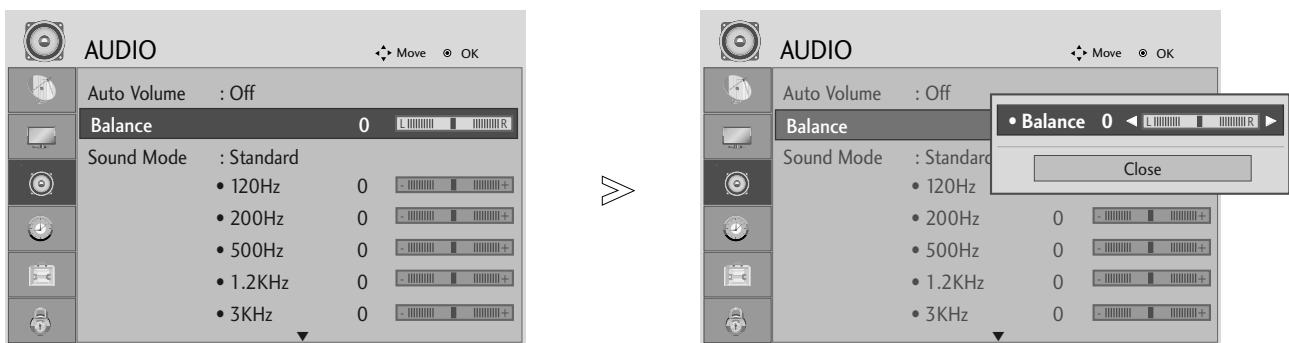 AUDIO Move OK
Auto Volume : Off
Balance 0 L R
Sound Mode : Standard
• 120Hz 0 - +
• 200Hz 0 - +
• 500Hz 0 - +
• 1.2KHz 0 - +
• 3KHz 0 - +
AUDIO Move OK
Auto Volume : Off
Balance
Sound Mode : Standard
• 120Hz
• 200Hz 0 - +
• 500Hz 0 - +
• 1.2KHz 0 - +
• 3KHz 0 - +
• Balance 0 L R
Close